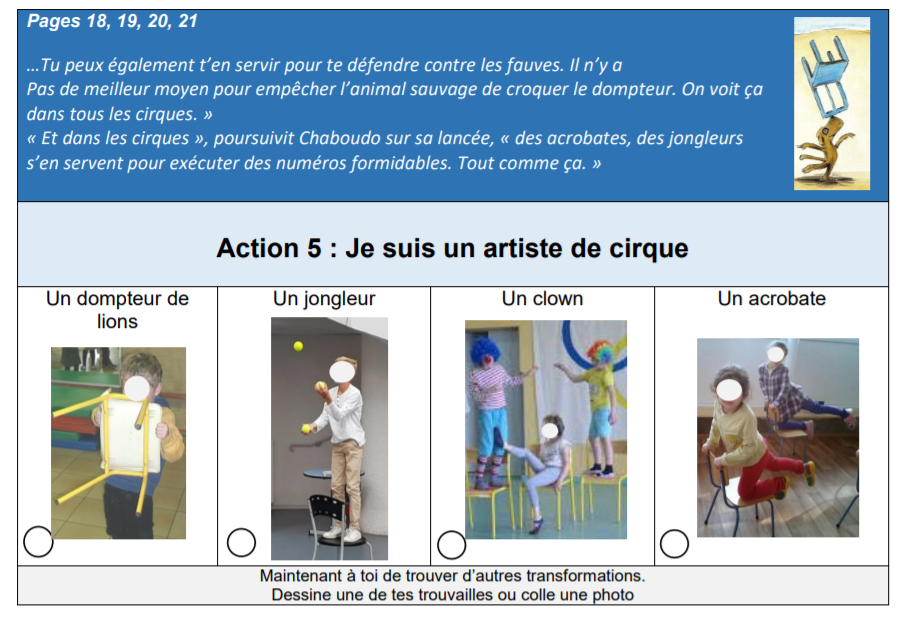 Pages 18, 19, 20, 21
…Tu peux également t’en servir pour te défendre contre les fauves. Il n’y a
Pas de meilleur moyen pour empêcher l’animal sauvage de croquer le dompteur. On voit ça
dans tous les cirques. »
« Et dans les cirques », poursuivit Chaboudo sur sa lancée, « des acrobates, des jongleurs
s’en servent pour exécuter des numéros formidables. Tout comme ça. »
Action 5 : Je suis un artiste de cirque
Un dompteur de
lions
Un jongleur
Un clown
Un acrobate
Maintenant à toi de trouver d’autres transformations.
Dessine une de tes trouvailles ou colle une photo